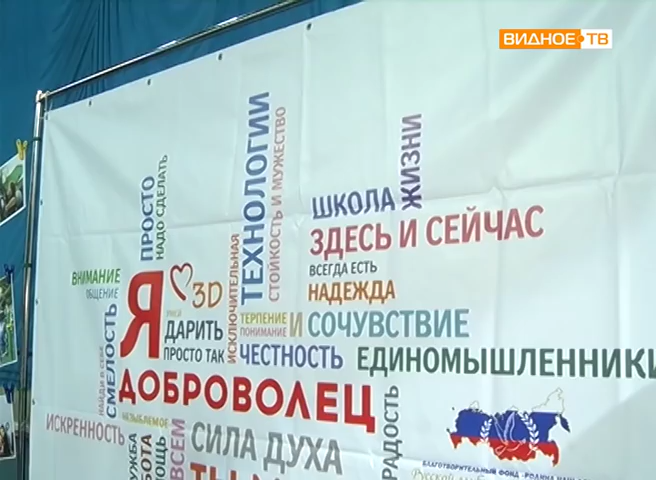 ВИДНОЕ ТВ
ТЕХНОЛОГИИ
СТОЙКОСТЬ И МУЖЕСТВО
ПРОСТО
НАДО СДЕЛАТЬ
ШКОЛА
ЖИЗНИ
ЗДЕСЬ И СЕЙЧАС
ВСЕГДА ЕСТЬ
НАДЕЖДА
ВНИМАНИЕ
ОБЩЕНИЕ
Я
3D
ИСКЛЮЧИТЕЛЬНАЯ
ТЕРПЕНИЕ
ПОНИМАНИЕ
И СОЧУВСТВИЕ
ДАРИТЬ
ПРОСТО ТАК
ЧЕСТНОСТЬ
ЕДИНОМЫШЛЕННИКИ
СМЕЛОСТЬ
ДОБРОВОЛЕЦ
ИСКРЕННОСТЬ
ВСЕМ
СИЛА ДУХА
РАДОСТЬ
БЛАГОТВОРИТЕЛЬНЫЙ ФОНД